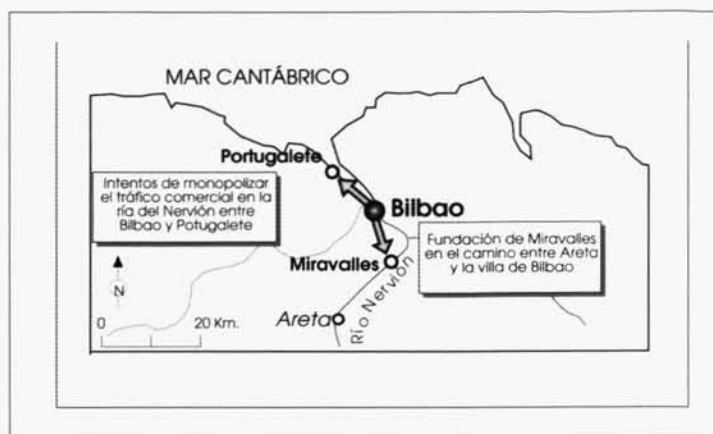 MAR CANTÁBRICO
Portugalete
Intentos de monopolizar
el tráfico comercial en la
ría del Nervión entre
Bilbao y Potugalete
Bilbao
Fundación de Miravalles
en el camino entre Areta
y la villa de Bilbao
Miravalles
Río Nervión
N
Areta
0
20 Km.